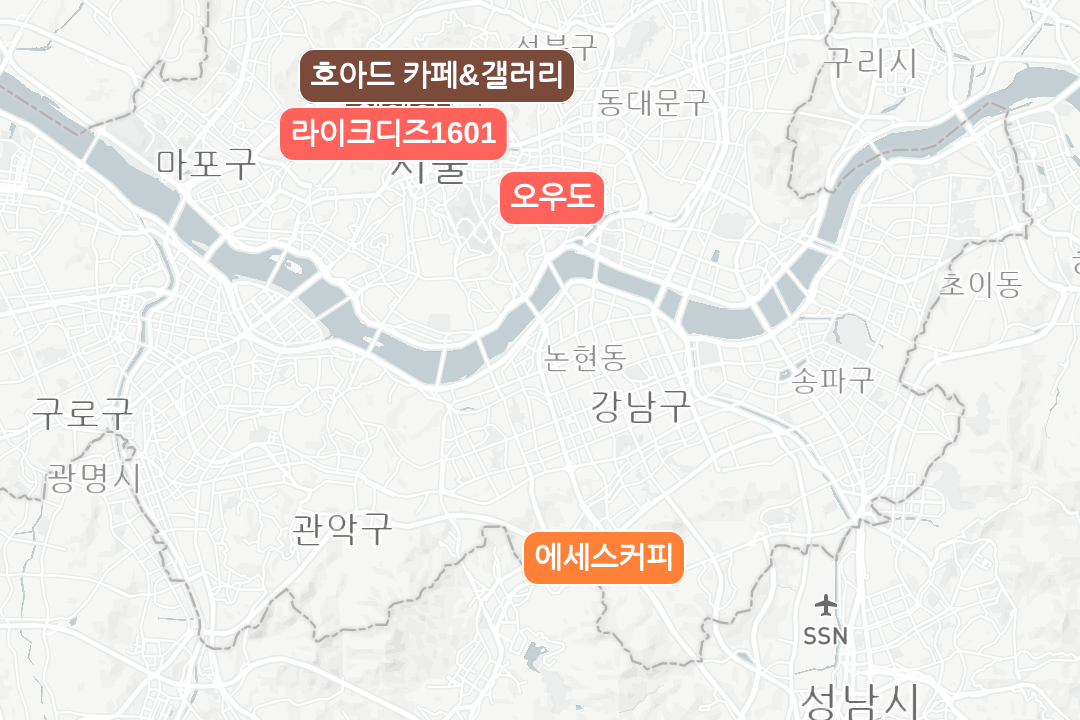 성북구
호아드 카페&갤러리
구리시
동대문구
라이크디즈1601
마포구
서울
오우도
초이동
논현동
송파구
강남구
구로구
광명시
관악구
에세스커피
SSN
성남시